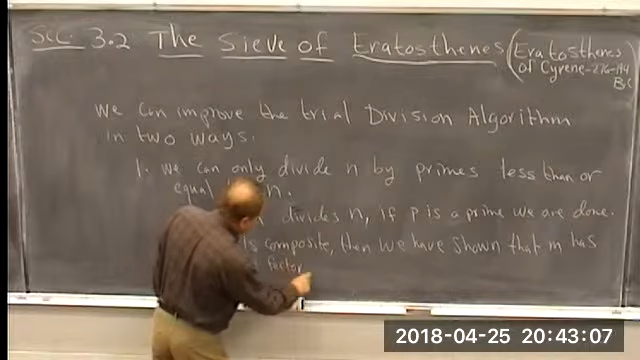 Sec 3.2 The Sieve of Eratosthenes (Eratosthenes
of Cyrene-276-194
BC
We can improve the trial Division Algorithm
in two ways.
1. We can only divide n by primes less than or
equal n.
divides n, if p is a prime we are done.
is composite, then we have shown that m has
factor
2018-04-25 20:43:07